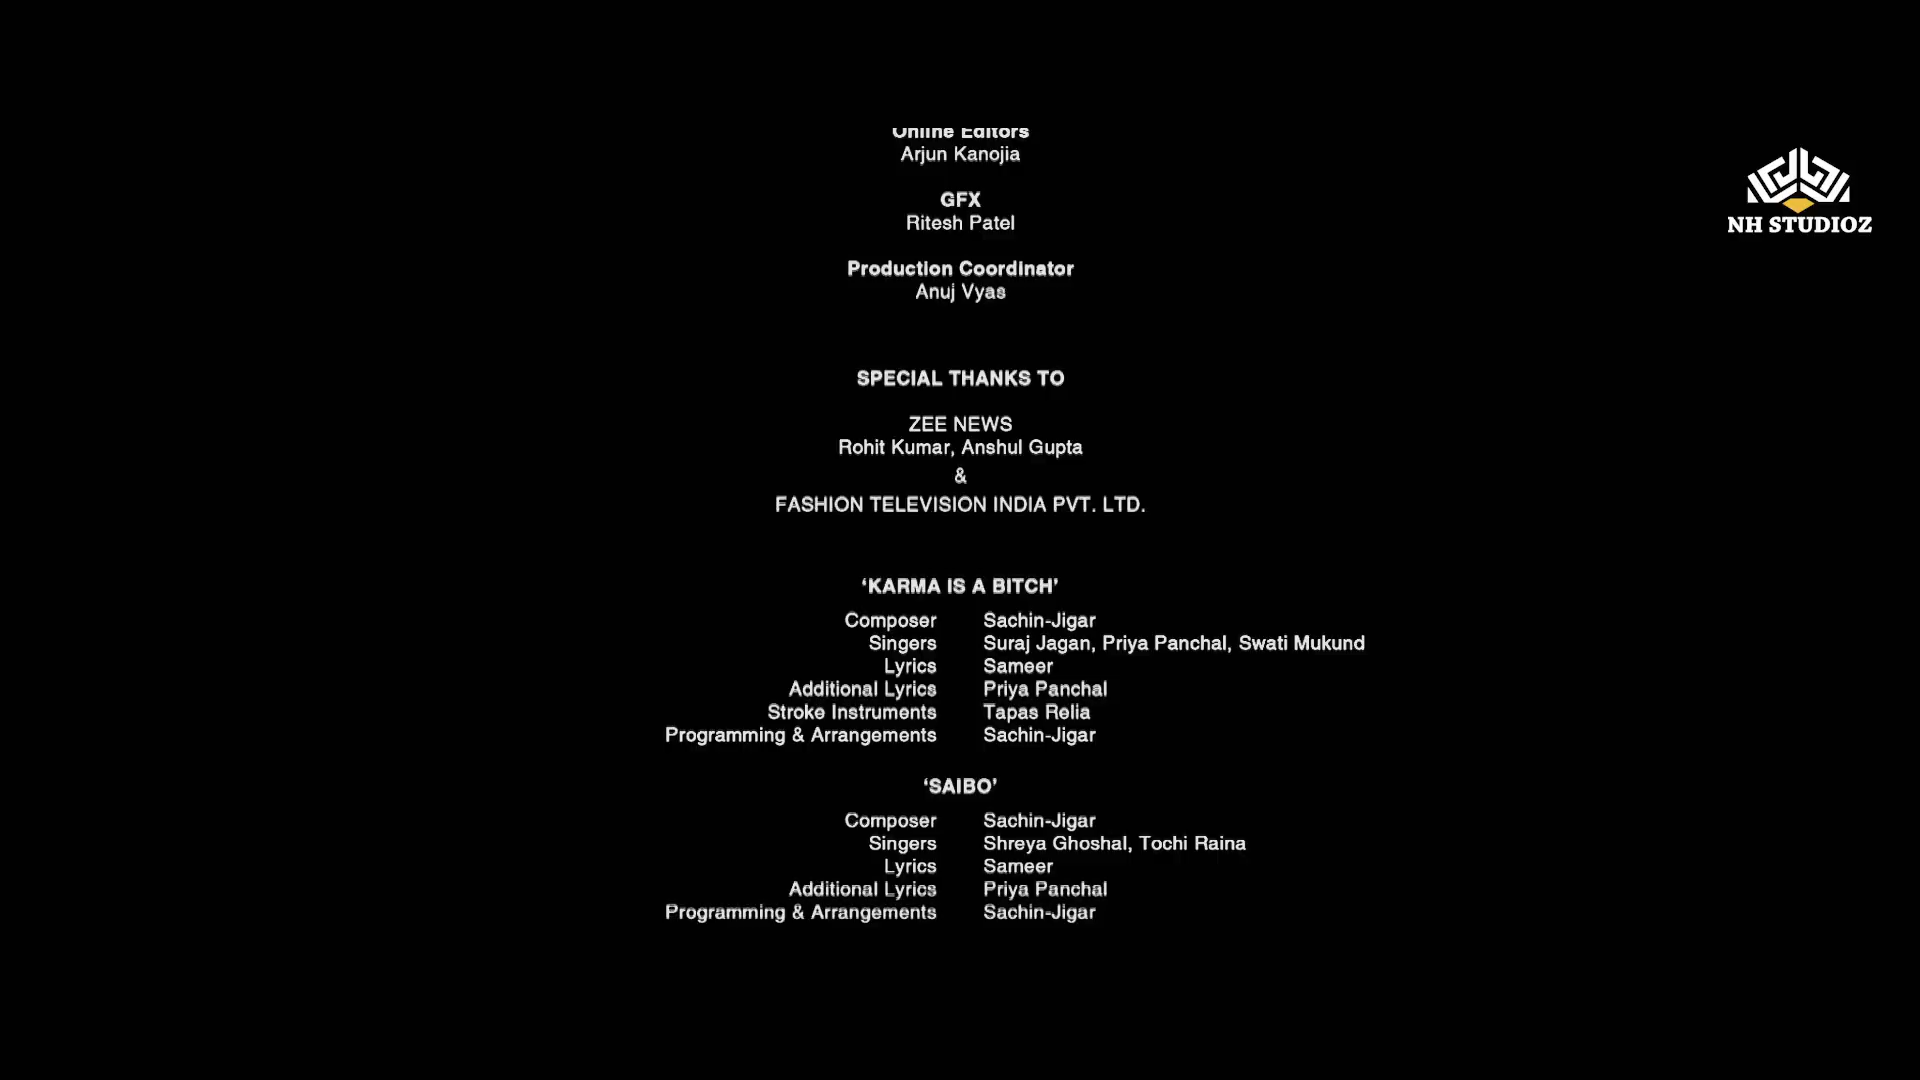 Online Editors
Arjun Kanojia
GFX
Ritesh Patel
Production Coordinator
Anuj Vyas
NH STUDIOZ
SPECIAL THANKS TO
ZEE NEWS
Rohit Kumar, Anshul Gupta
&
FASHION TELEVISION INDIA PVT. LTD.
‘KARMA IS A BITCH’
Composer Sachin-Jigar
Singers Suraj Jagan, Priya Panchal, Swati Mukund
Lyrics Sameer
Additional Lyrics Priya Panchal
Stroke Instruments Tapas Relia
Programming & Arrangements Sachin-Jigar
‘SAIBO’
Composer Sachin-Jigar
Singers Shreya Ghoshal, Tochi Raina
Lyrics Sameer
Additional Lyrics Priya Panchal
Programming & Arrangements Sachin-Jigar